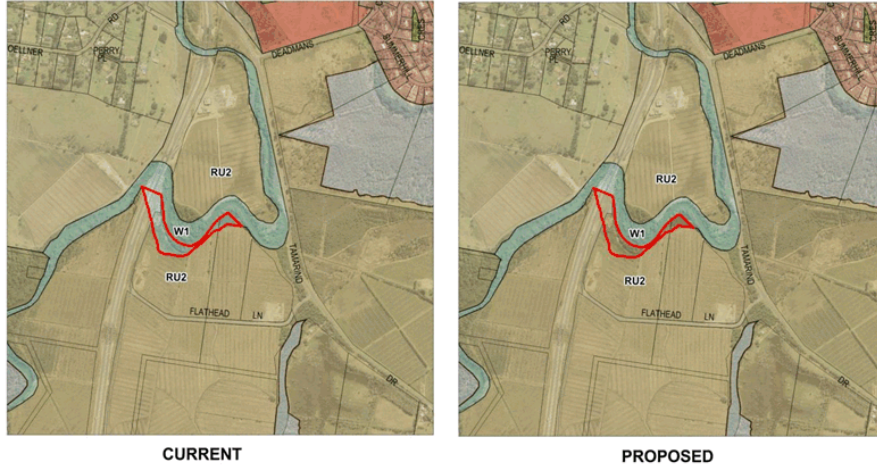 RD
OELLNER
PERRY
PL
DEADMANS
SUMMERHILL
RU2
W1
RU2
TAMARIND
FLATHEAD LN
DR
CURRENT
RD
OELLNER
PERRY
PL
DEADMANS
SUMMERHILL
RU2
W1
RU2
TAMARIND
FLATHEAD LN
DR
PROPOSED